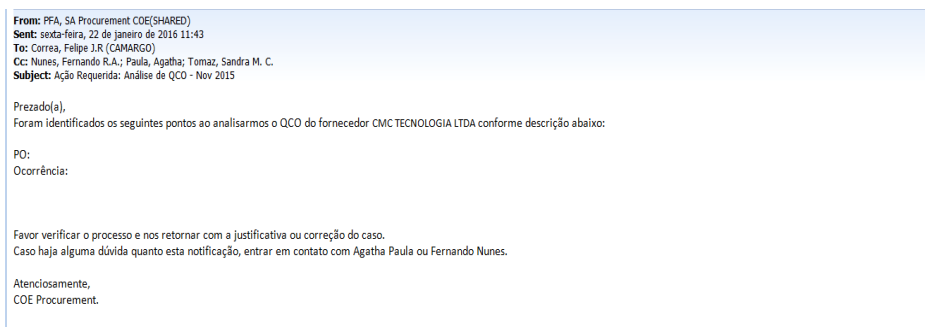 From: PFA, SA Procurement COE(SHARED)
Sent: sexta-feira, 22 de janeiro de 2016 11:43
To: Correa, Felipe J.R (CAMARGO)
Cc: Nunes, Fernando R.A.; Paula, Agatha; Tomaz, Sandra M. C.
Subject: Ação Requerida: Análise de QCO - Nov 2015
Prezado(a),
Foram identificados os seguintes pontos ao analisarmos o QCO do fornecedor CMC TECNOLOGIA LTDA conforme descrição abaixo:
PO:
Ocorrência:
Favor verificar o processo e nos retornar com a justificativa ou correção do caso.
Caso haja alguma dúvida quanto esta notificação, entrar em contato com Agatha Paula ou Fernando Nunes.
Atenciosamente,
COE Procurement.